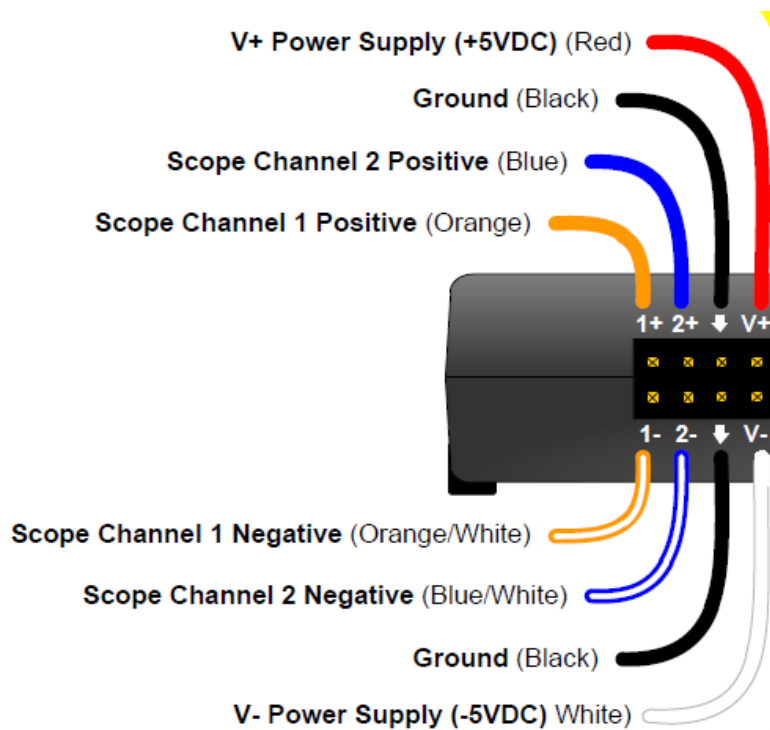 V+ Power Supply (+5VDC) (Red)
Ground (Black)
Scope Channel 2 Positive (Blue)
Scope Channel 1 Positive (Orange)
1+ 2+ V+
1- 2- V-
Scope Channel 1 Negative (Orange/White)
Scope Channel 2 Negative (Blue/White)
Ground (Black)
V- Power Supply (-5VDC) White)